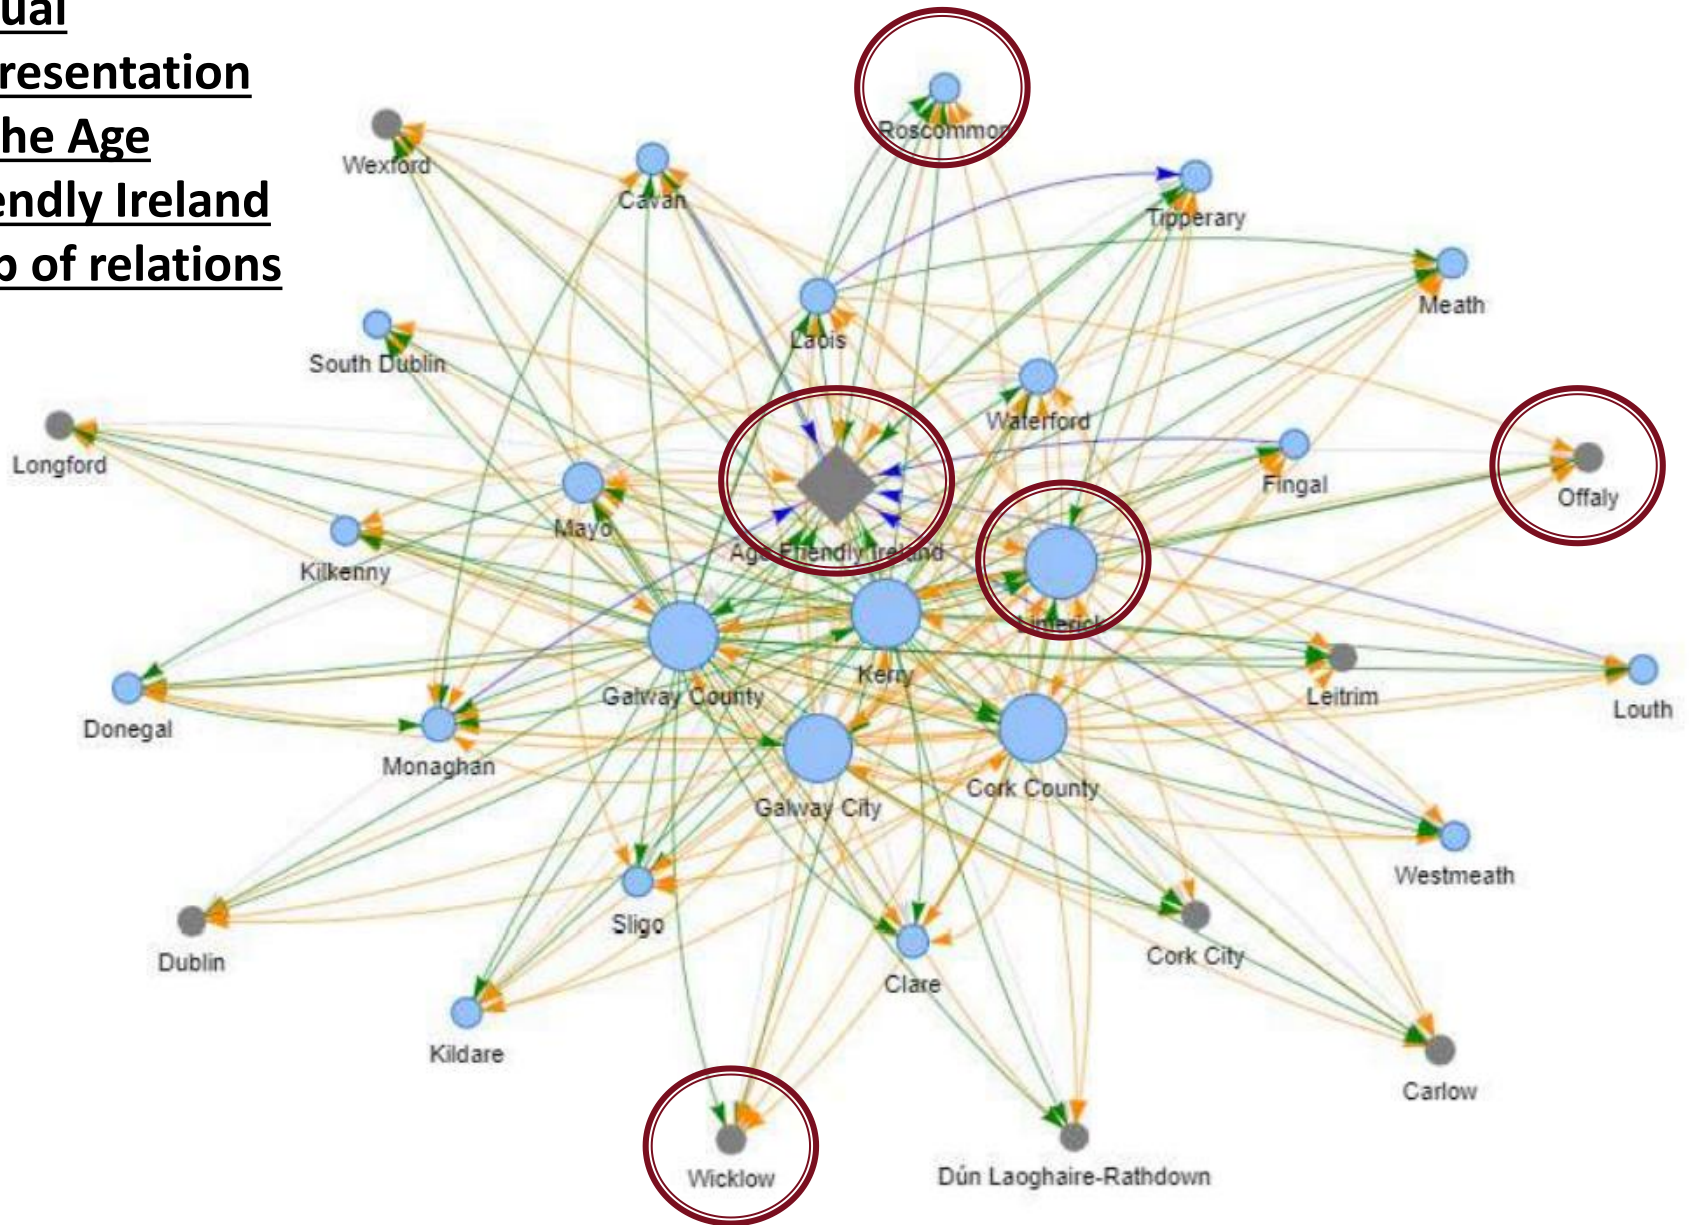 ual
resentation
he Age
endly Ireland
p of relations
Roscommon
Wexford
Cavan
Tipperary
Meath
Laois
South Dublin
Waterford
Longford
Fingal
Offaly
Mayo
Age Friendly Ireland
Kilkenny
Limerick
Kerry
Galway County
Leitrim
Louth
Donegal
Monaghan
Galway City
Cork County
Westmeath
Sligo
Cork City
Dublin
Clare
Kildare
Carlow
Wicklow
Dún Laoghaire-Rathdown